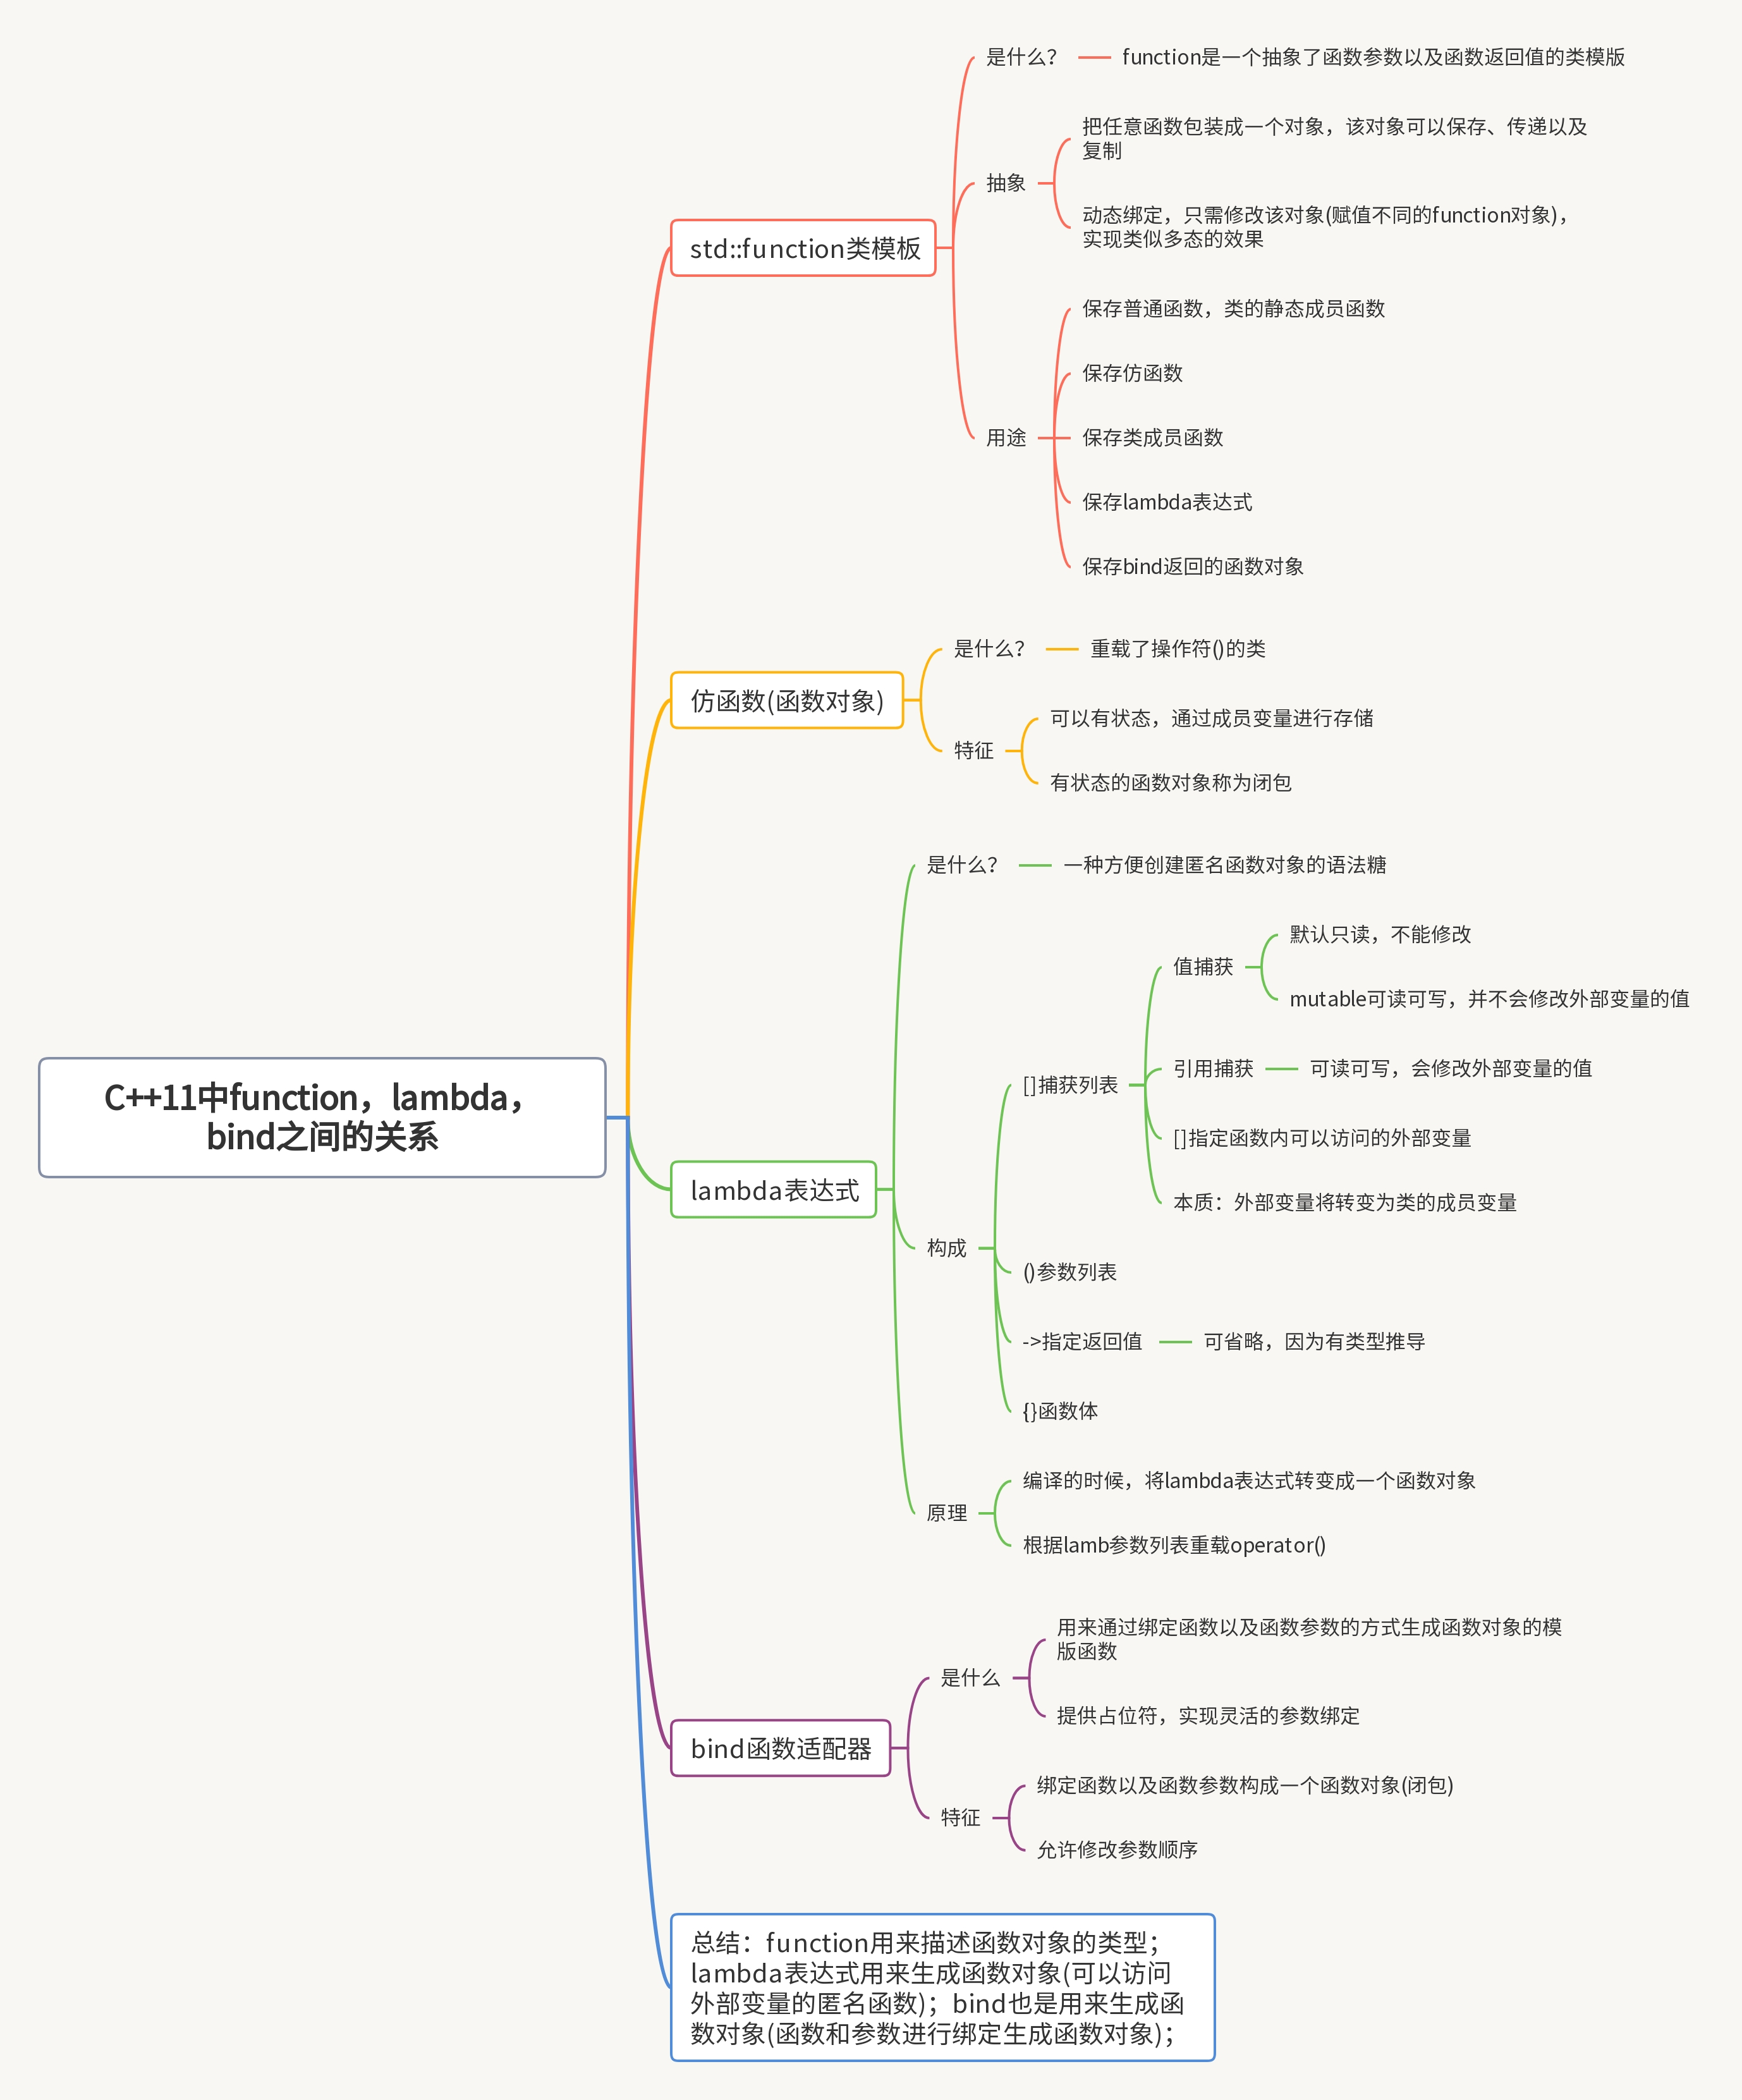 C++11中function，lambda，
bind之间的关系
std::function类模板
是什么？
function是一个抽象了函数参数以及函数返回值的类模版
抽象
把任意函数包装成一个对象，该对象可以保存、传递以及
复制
动态绑定，只需修改该对象(赋值不同的function对象)，
实现类似多态的效果
用途
保存普通函数，类的静态成员函数
保存仿函数
保存类成员函数
保存lambda表达式
保存bind返回的函数对象
仿函数(函数对象)
是什么？
重载了操作符()的类
特征
可以有状态，通过成员变量进行存储
有状态的函数对象称为闭包
lambda表达式
是什么？
一种方便创建匿名函数对象的语法糖
构成
[]捕获列表
值捕获
默认只读，不能修改
mutable可读可写，并不会修改外部变量的值
引用捕获
可读可写，会修改外部变量的值
[]指定函数内可以访问的外部变量
本质：外部变量将转变为类的成员变量
()参数列表
->指定返回值
可省略，因为有类型推导
{}函数体
原理
编译的时候，将lambda表达式转变成一个函数对象
根据lamb参数列表重载operator()
bind函数适配器
是什么
用来通过绑定函数以及函数参数的方式生成函数对象的模
版函数
提供占位符，实现灵活的参数绑定
特征
绑定函数以及函数参数构成一个函数对象(闭包)
允许修改参数顺序
总结：function用来描述函数对象的类型；
lambda表达式用来生成函数对象(可以访问
外部变量的匿名函数)；bind也是用来生成函
数对象(函数和参数进行绑定生成函数对象)；